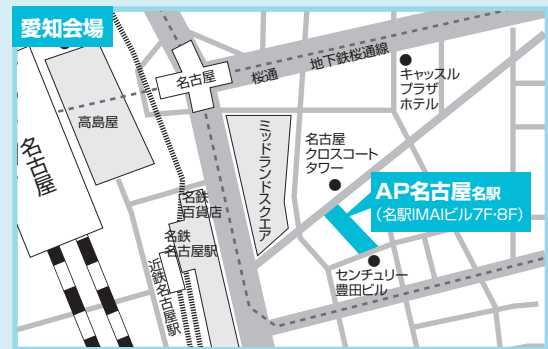 愛知会場
名古屋
桜通
地下鉄桜通線
キャッスル
プラザ
ホテル
高島屋
名古屋
ミッドランドスクエア
名古屋
クロスコート
タワー
AP名古屋名駅
(名駅IMAIビル7F・8F)
名鉄
百貨店
名鉄
名古屋駅
近鉄名古屋駅
センチュリー
豊田ビル